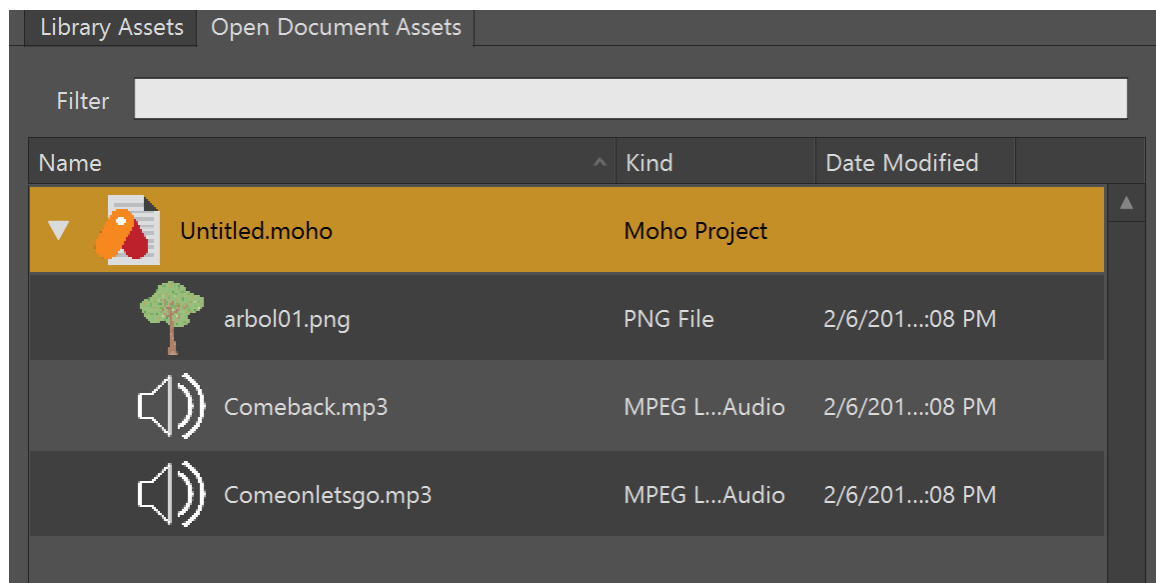 Library Assets Open Document Assets
Filter
Name Kind Date Modified
Untitled.moho Moho Project
arbol01.png PNG File 2/6/201...:08 PM
Comeback.mp3 MPEG L...Audio 2/6/201...:08 PM
Comeonletsgo.mp3 MPEG L...Audio 2/6/201...:08 PM